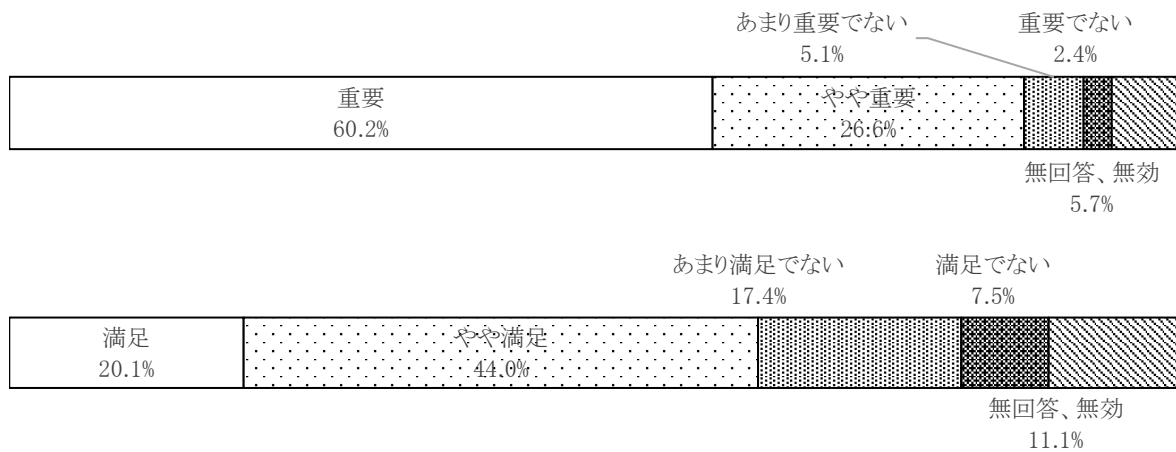 あまり重要でない
5.1%
重要でない
2.4%
重要
60.2%
やや重要
26.6%
無回答、無効
5.7%
あまり満足でない
17.4%
満足でない
7.5%
満足
20.1%
やや満足
44.0%
無回答、無効
11.1%